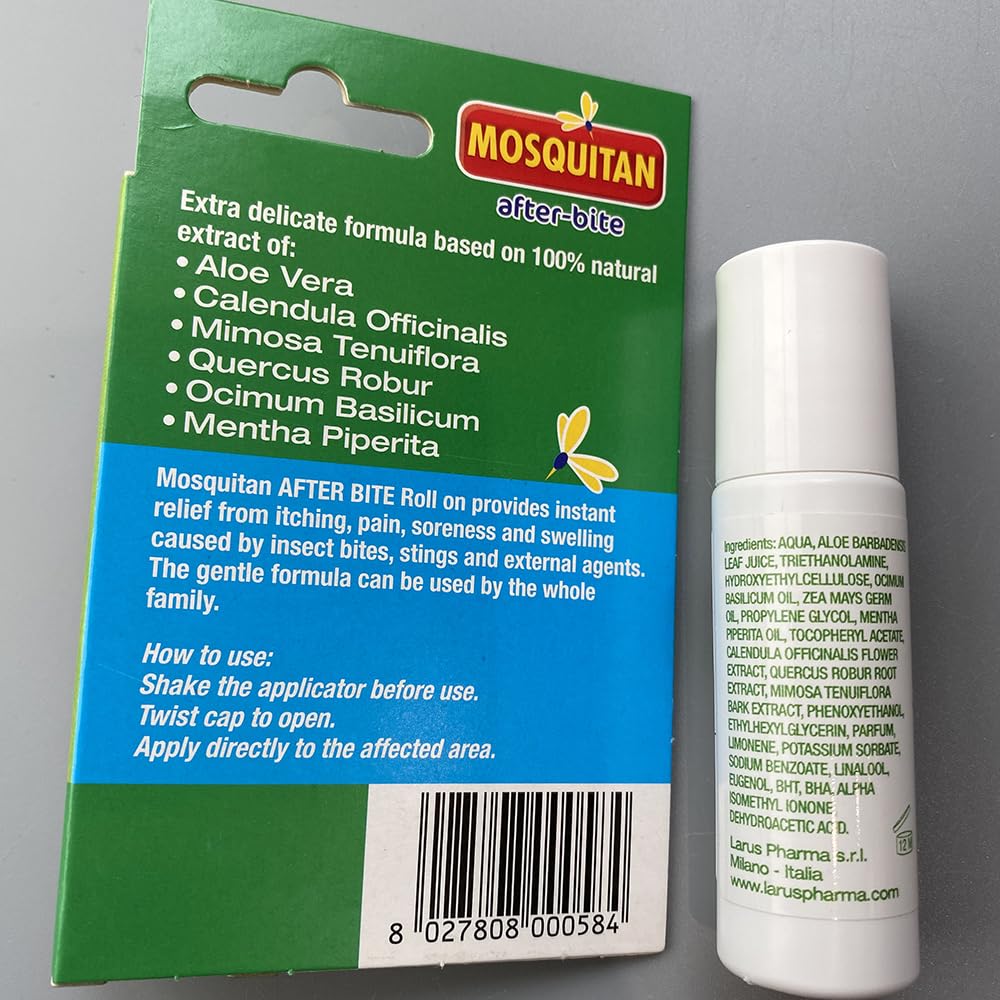 MOSQUITAN
after-bite
Extra delicate formula based on 100% natural
extract of:
• Aloe Vera
• Calendula Officinalis
• Mimosa Tenuiflora
• Quercus Robur
• Ocimum Basilicum
• Mentha Piperita
Mosquitan AFTER BITE Roll on provides instant
relief from itching, pain, soreness and swelling
caused by insect bites, stings and external agents.
The gentle formula can be used by the whole
family.
How to use:
Shake the applicator before use.
Twist cap to open.
Apply directly to the affected area.
8 027808 000584
Ingredients: AQUA, ALOE BARBADENSIS
LEAF JUICE, TRIETHANOLAMINE,
HYDROXYETHYLCELLULOSE, OCIMUM
BASILICUM OIL, ZEA MAYS GERM
OIL, PROPYLENE GLYCOL, MENTHA
PIPERITA OIL, TOCOPHERYL ACETATE,
CALENDULA OFFICINALIS FLOWER
EXTRACT, QUERCUS ROBUR ROOT
EXTRACT, MIMOSA TENUIFLORA
BARK EXTRACT, PHENOXYETHANOL,
ETHYLHEXYLGLYCERIN, PARFUM,
LIMONENE, POTASSIUM SORBATE,
SODIUM BENZOATE, LINALOOL,
EUGENOL, BHT, BHA, ALPHA
ISOMETHYL IONONE
DEHYDROACETIC ACID.
12 M
Larus Pharma s.r.l.
Milano - Italia
www.laruspharma.com